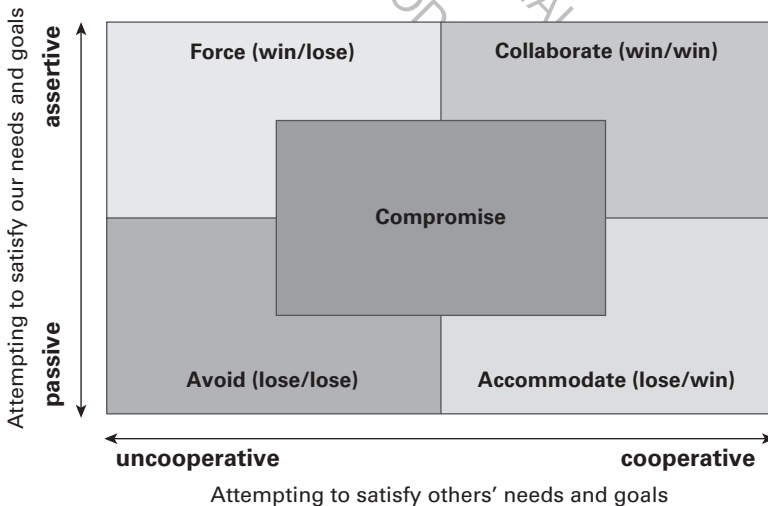 Force (win/lose)
Collaborate (win/win)
Compromise
Avoid (lose/lose)
Accommodate (lose/win)
Attempting to satisfy our needs and goals
assertive
passive
uncooperative
cooperative
Attempting to satisfy others’ needs and goals